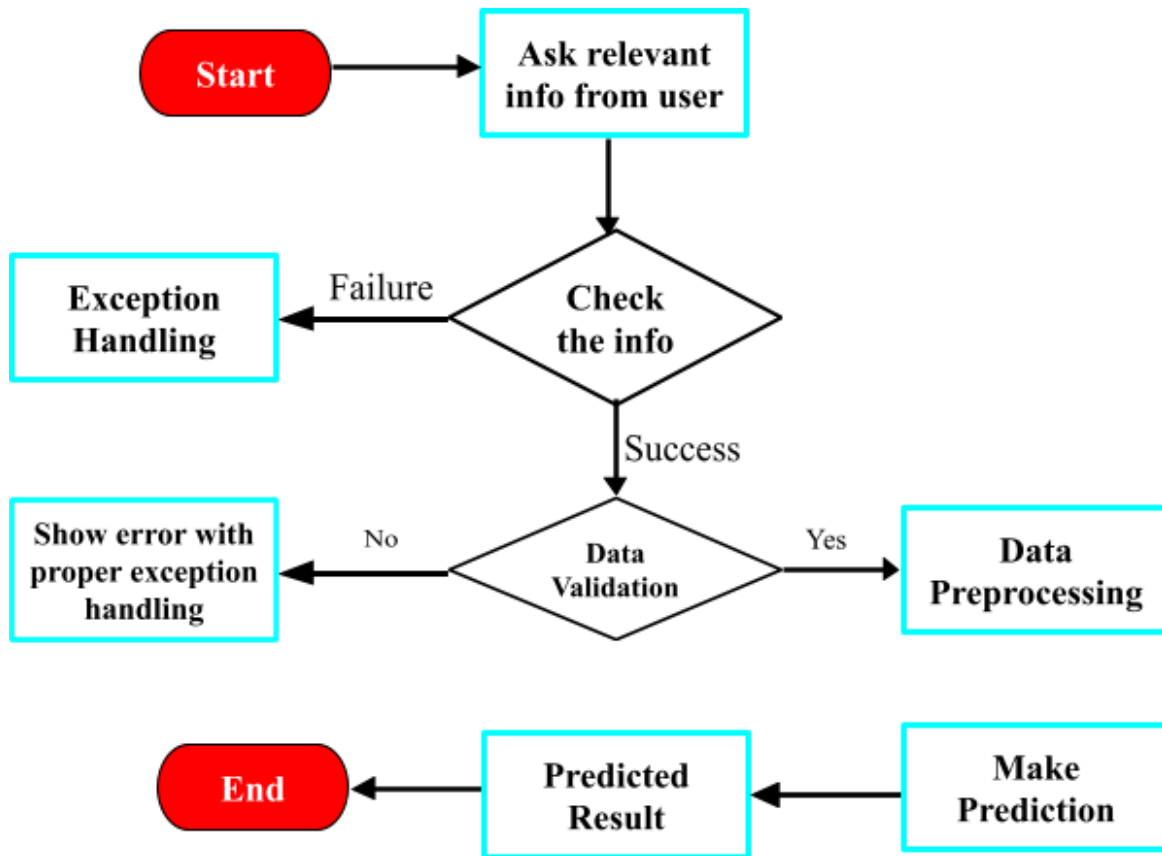 Start
Ask relevant
info from user
Failure
Exception
Handling
Check
the info
Success
Show error with
proper exception
handling
No
Data
Validation
Yes
Data
Preprocessing
End
Predicted
Result
Make
Prediction